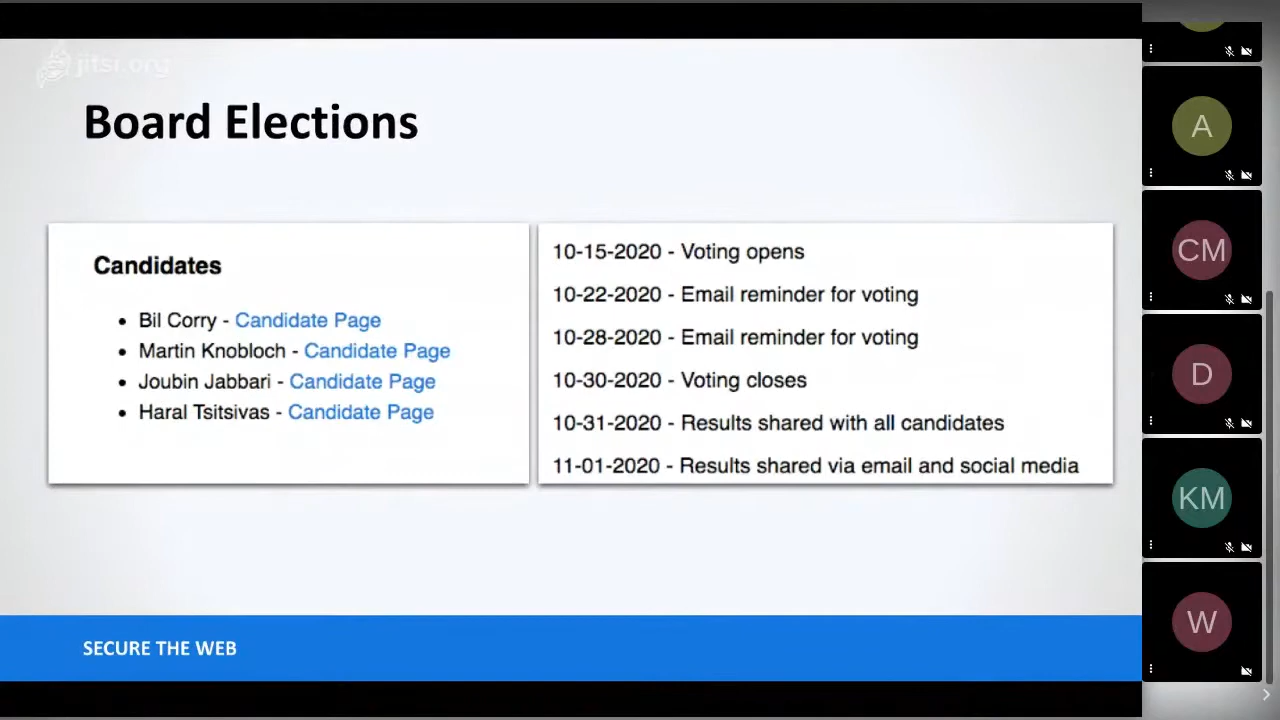 jitsi.org
Board Elections
Candidates
Bil Corry - Candidate Page
Martin Knobloch - Candidate Page
Joubin Jabbari - Candidate Page
Haral Tsitsivas - Candidate Page
10-15-2020 - Voting opens
10-22-2020 - Email reminder for voting
10-28-2020 - Email reminder for voting
10-30-2020 - Voting closes
10-31-2020 - Results shared with all candidates
11-01-2020 - Results shared via email and social media
SECURE THE WEB
A
CM
D
KM
W